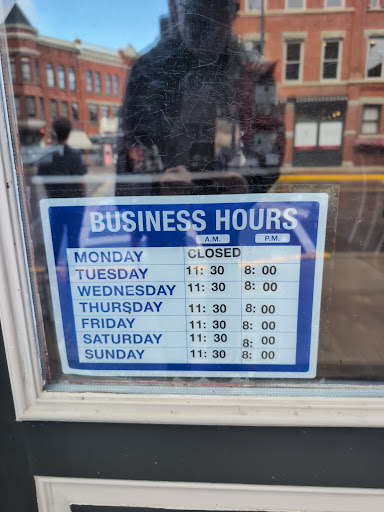 BUSINESS HOURS
A.M. P.M.
MONDAY CLOSED
TUESDAY 11: 30 8: 00
WEDNESDAY 11: 30 8: 00
THURSDAY 11: 30 8: 00
FRIDAY 11: 30 8: 00
SATURDAY 11: 30 8: 00
SUNDAY 11: 30 8: 00